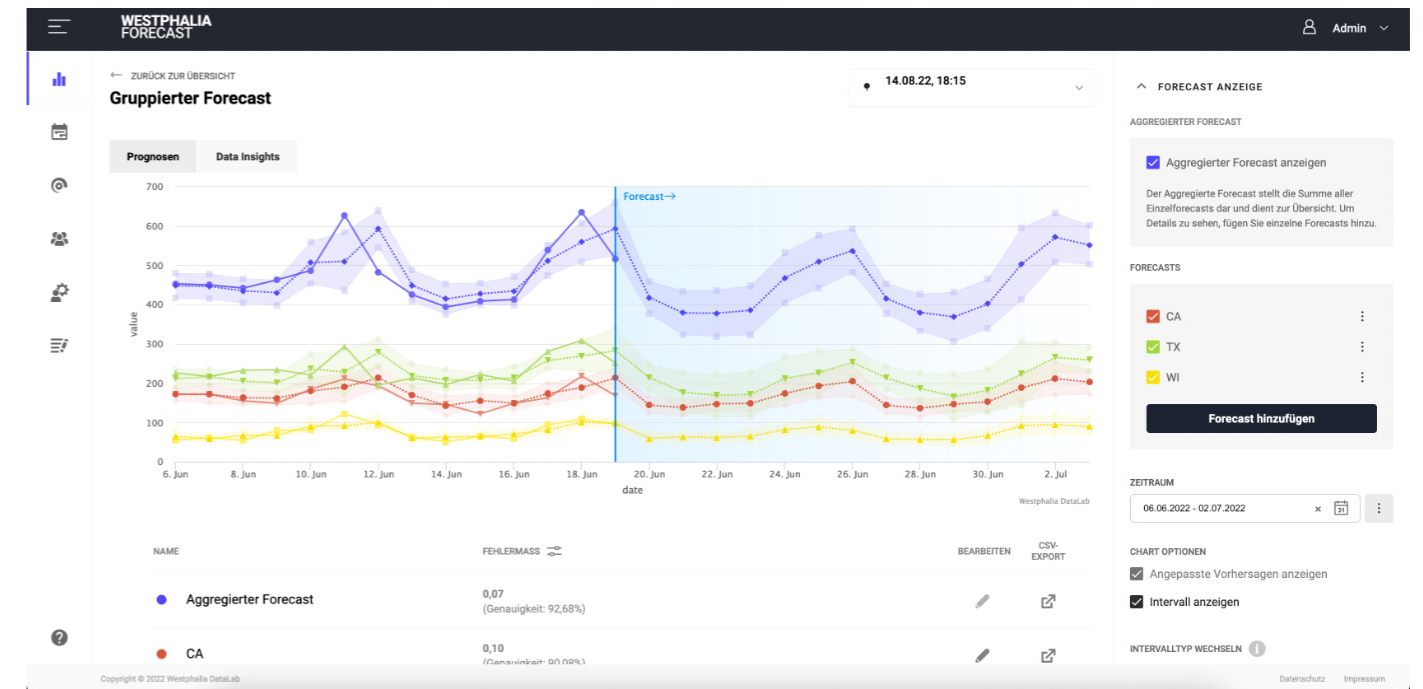 WESTPHALIA
FORECAST
Admin
← ZURÜCK ZUR ÜBERSICHT
Gruppierter Forecast
14.08.22, 18:15
Prognosen
Data Insights
700
600
500
400
300
200
100
0
value
Forecast→
6. Jun
8. Jun
10. Jun
12. Jun
14. Jun
16. Jun
18. Jun
20. Jun
22. Jun
24. Jun
26. Jun
28. Jun
30. Jun
2. Jul
date
Westphalia DataLab
NAME
FEHLERMASS
BEARBEITEN
CSV-
EXPORT
Aggregierter Forecast
0,07
(Genauigkeit: 92,68%)
CA
0,10
(Genauigkeit: 90,08%)
FORECAST ANZEIGE
AGGREGIERTER FORECAST
Aggregierter Forecast anzeigen
Der Aggregierte Forecast stellt die Summe aller
Einzelforecasts dar und dient zur Übersicht. Um
Details zu sehen, fügen Sie einzelne Forecasts hinzu.
FORECASTS
CA
TX
WI
Forecast hinzufügen
ZEITRAUM
06.06.2022 - 02.07.2022
×
31
CHART OPTIONEN
Angepasste Vorhersagen anzeigen
Intervall anzeigen
INTERVALLTYP WECHSELN
i
?
Copyright © 2022 Westphalia DataLab
Datenschutz
Impressum